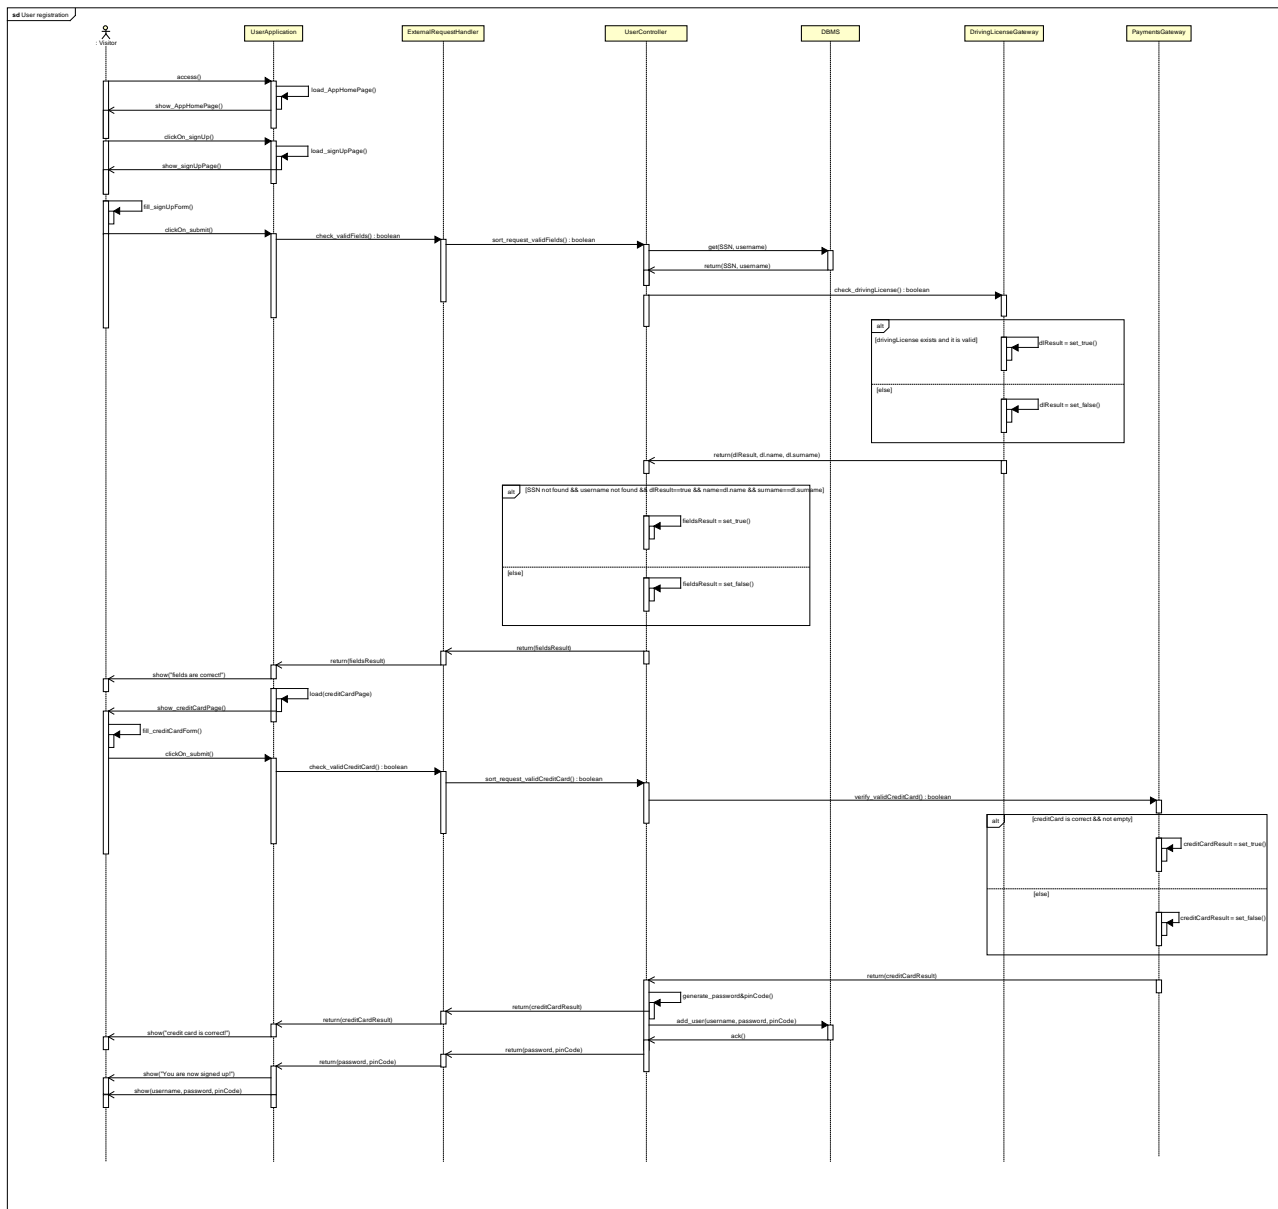 sd User registration
: Visitor
UserApplication
ExternalRequestHandler
UserController
DBMS
DrivingLicenseGateway
PaymentsGateway
access()
load_AppHomePage()
show_AppHomePage()
clickOn_signUp()
load_signUpPage()
show_signUpPage()
fill_signUpForm()
clickOn_submit()
check_validFields() : boolean
sort_request_validFields() : boolean
get(SSN, username)
return(SSN, username)
check_drivingLicense() : boolean
alt
[drivingLicense exists and it is valid]
dlResult = set_true()
[else]
dlResult = set_false()
return(dlResult, dl.name, dl.surname)
alt
[SSN not found && username not found && dlResult==true && name=dl.name && surname==dl.surname]
fieldsResult = set_true()
[else]
fieldsResult = set_false()
return(fieldsResult)
return(fieldsResult)
show("fields are correct!")
load(creditCardPage)
show_creditCardPage()
fill_creditCardForm()
clickOn_submit()
check_validCreditCard() : boolean
sort_request_validCreditCard() : boolean
verify_validCreditCard() : boolean
alt
[creditCard is correct && not empty]
creditCardResult = set_true()
[else]
creditCardResult = set_false()
return(creditCardResult)
generate_password&pinCode()
return(creditCardResult)
return(creditCardResult)
add_user(username, password, pinCode)
show("credit card is correct!")
ack()
return(password, pinCode)
return(password, pinCode)
show("You are now signed up!")
show(username, password, pinCode)